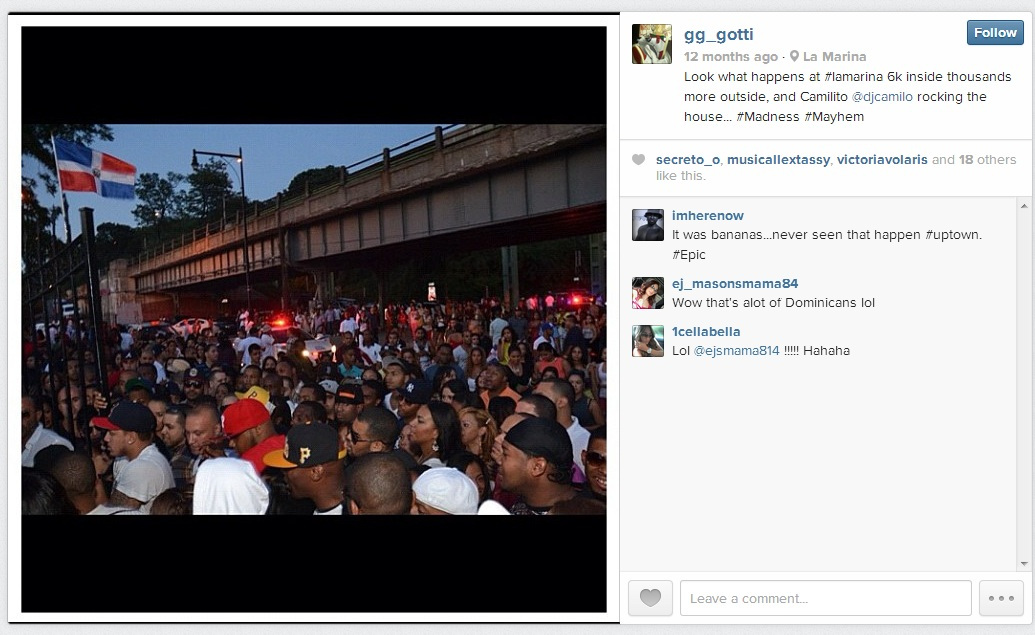 gg_gotti
Follow
12 months ago · La Marina
Look what happens at #lamarina 6k inside thousands
more outside, and Camilito @djcamilo rocking the
house... #Madness #Mayhem
secreto_o, musicallextassy, victoriavolaris and 18 others
like this.
imherenow
It was bananas...never seen that happen #uptown.
#Epic
ej_masonsmama84
Wow that's alot of Dominicans lol
1cellabella
Lol @ejsmama814 !!!!! Hahaha
Leave a comment...
P
P